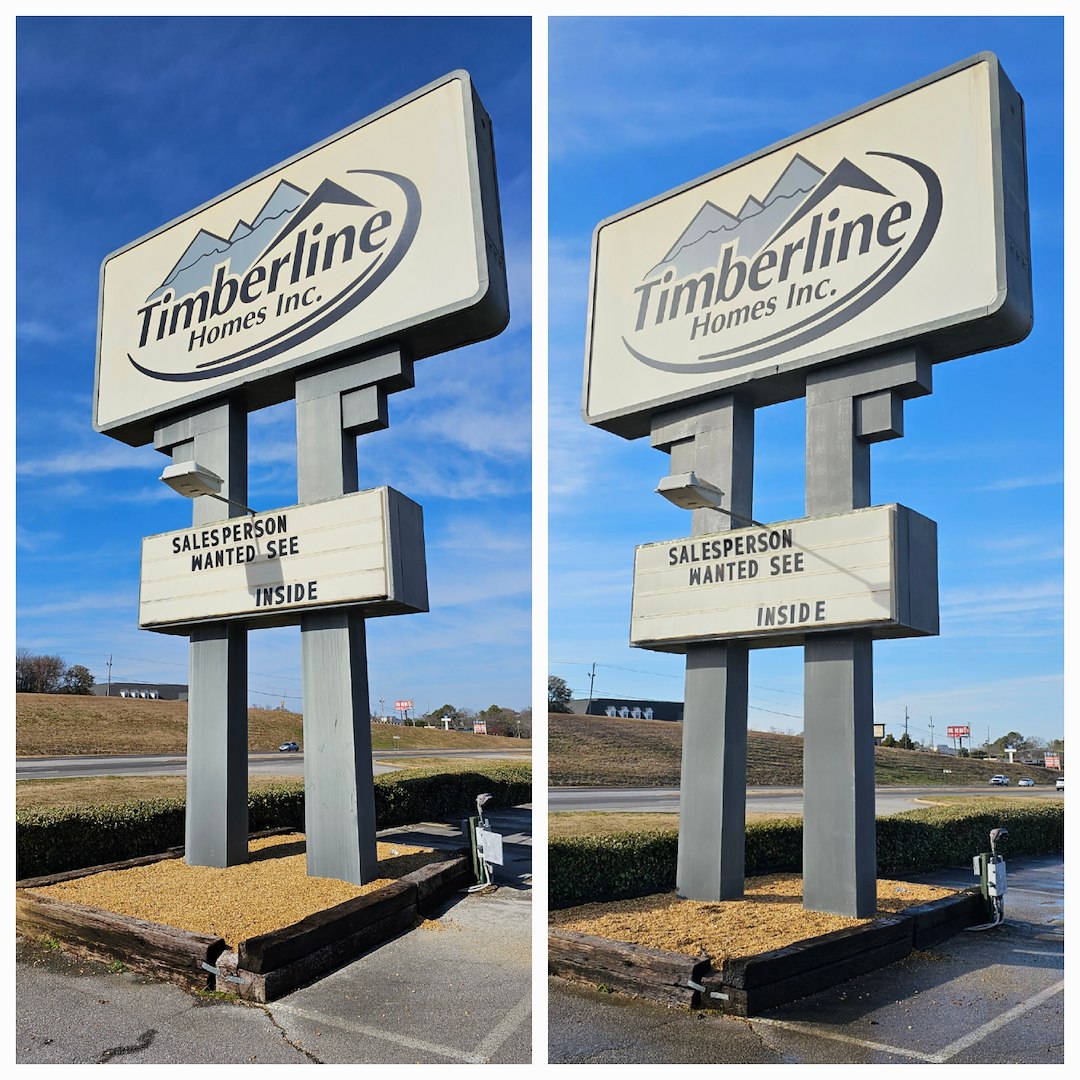 Timberline
Homes Inc.
SALESPERSON
WANTED SEE
INSIDE
Timberline
Homes Inc.
SALESPERSON
WANTED SEE
INSIDE